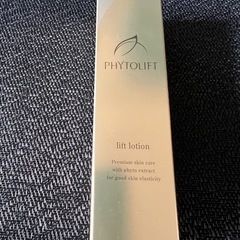 PHYTOLIFT
lift lotion
Premium skin care
with phyto extract
for good skin elasticity